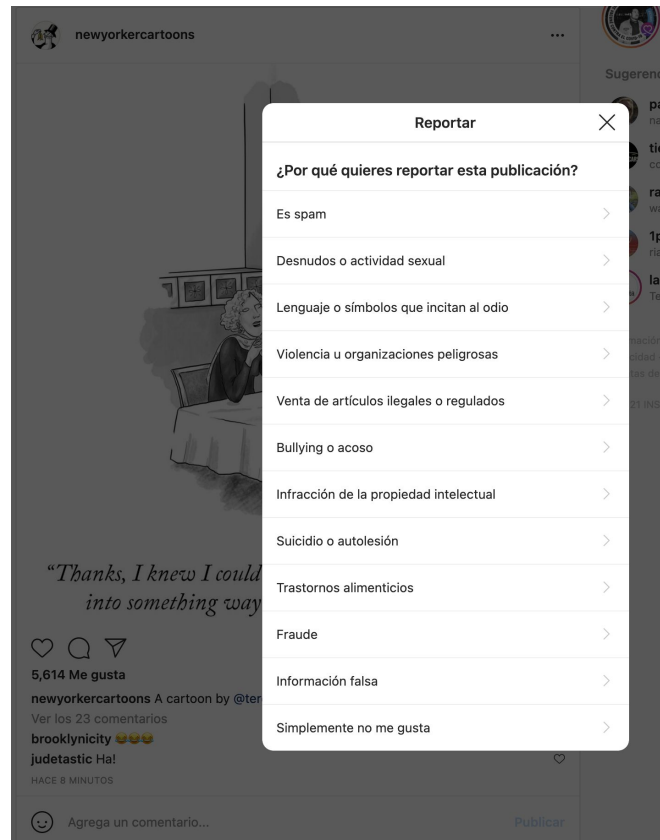 newyorkercartoons
Reportar
¿Por qué quieres reportar esta publicación?
Es spam
Desnudos o actividad sexual
Lenguaje o símbolos que incitan al odio
Violencia u organizaciones peligrosas
Venta de artículos ilegales o regulados
Bullying o acoso
Infracción de la propiedad intelectual
Suicidio o autolesión
Trastornos alimenticios
Fraude
Información falsa
Simplemente no me gusta
“Thanks, I knew I could
into something way
5,614 Me gusta
newyorkercartoons A cartoon by
Ver los 23 comentarios
brooklynicity 😂😂😂
judetastic Ha!
HACE 8 MINUTOS
Agrega un comentario...
Publicar